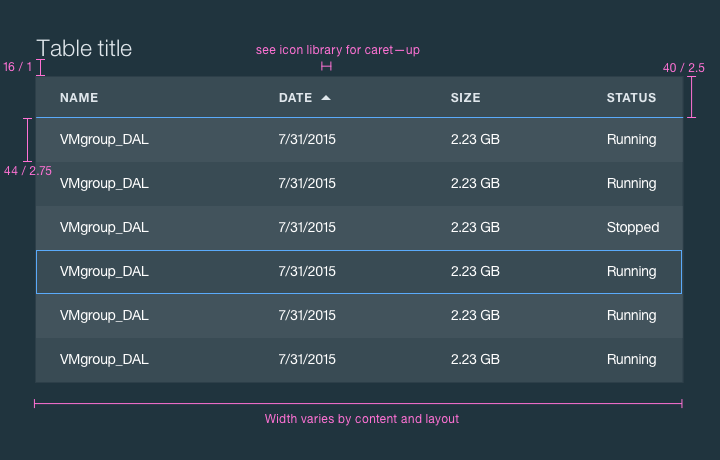 Table title
see icon library for caret—up
16 / 1
40 / 2.5
NAME DATE SIZE STATUS
VMgroup_DAL 7/31/2015 2.23 GB Running
44 / 2.75
VMgroup_DAL 7/31/2015 2.23 GB Running
VMgroup_DAL 7/31/2015 2.23 GB Stopped
VMgroup_DAL 7/31/2015 2.23 GB Running
VMgroup_DAL 7/31/2015 2.23 GB Running
VMgroup_DAL 7/31/2015 2.23 GB Running
Width varies by content and layout